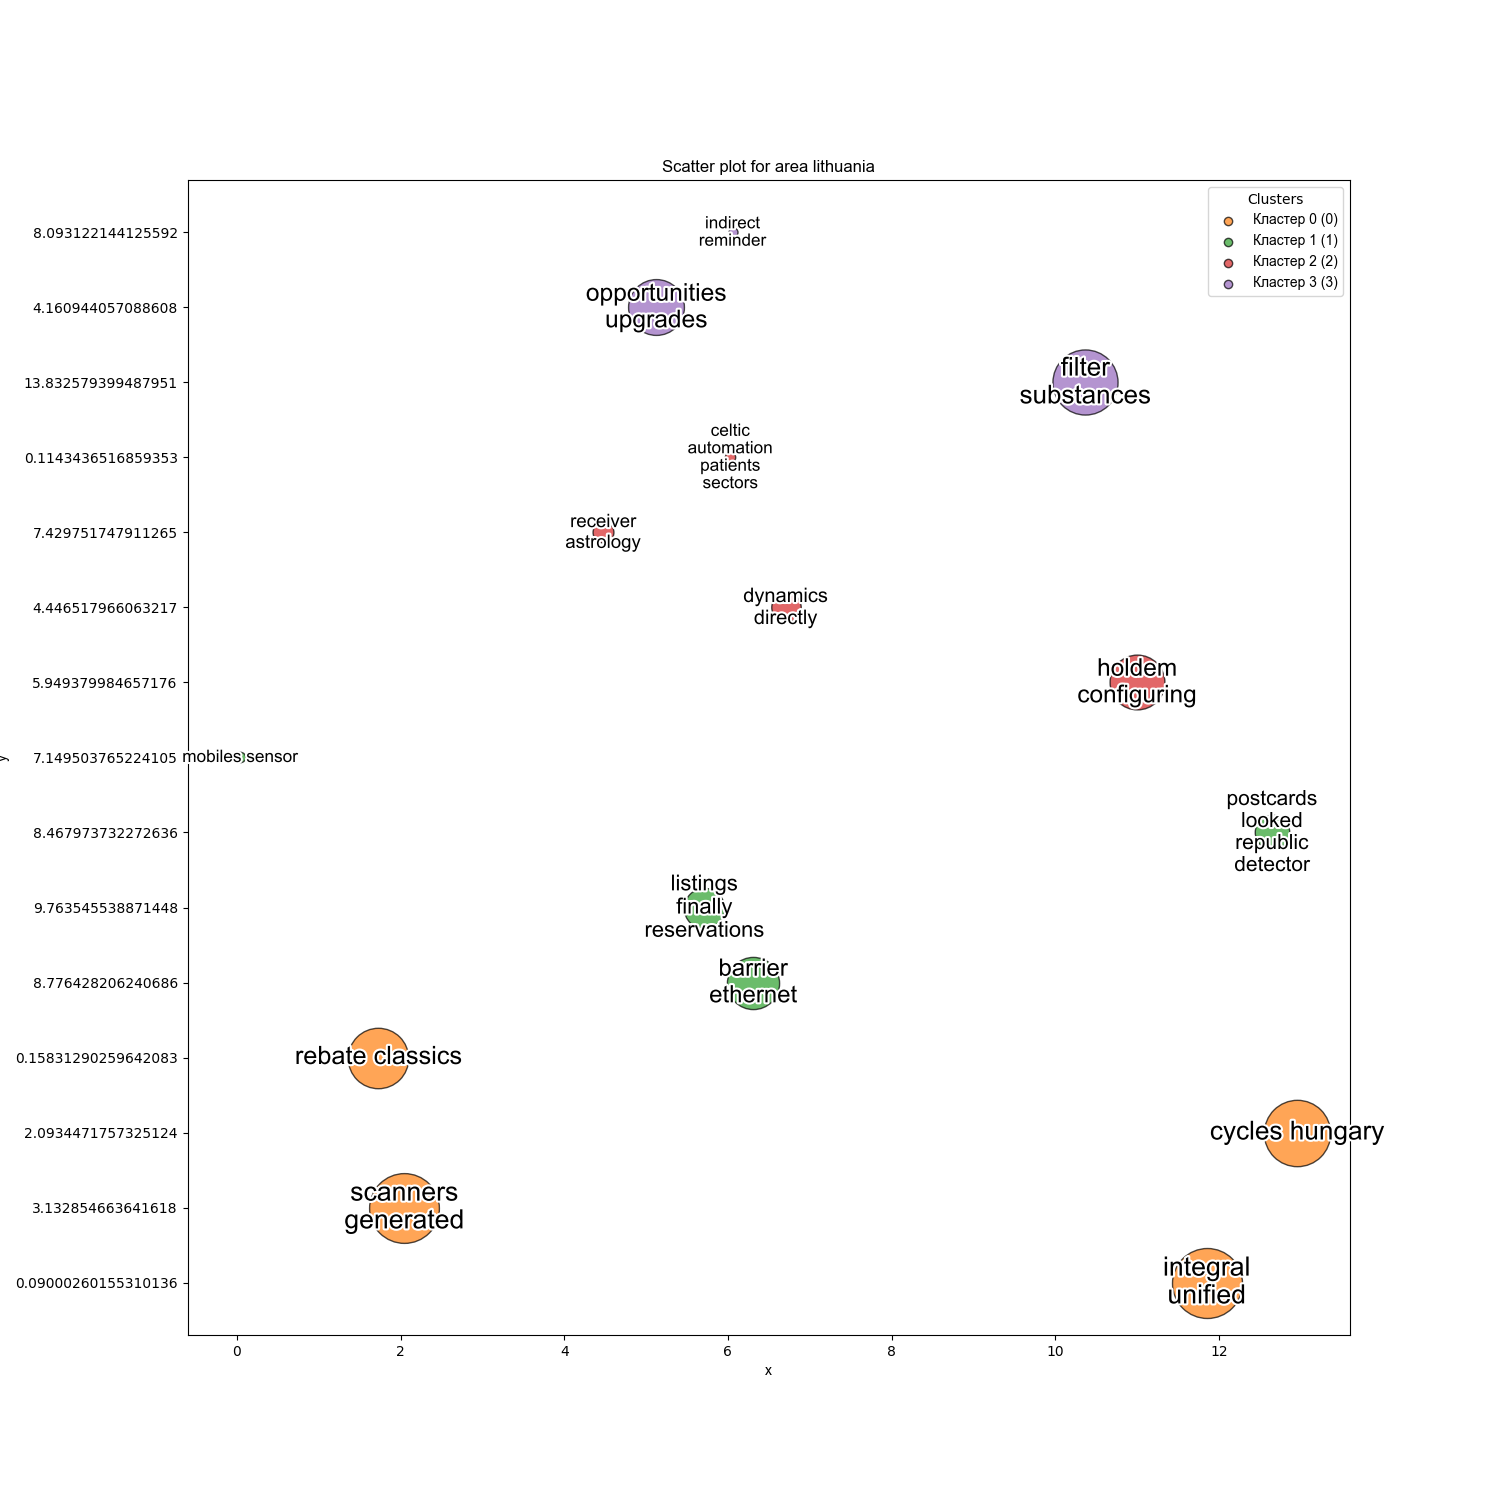 Scatter plot for area lithuania
Clusters
Кластер 0 (0)
Кластер 1 (1)
Кластер 2 (2)
Кластер 3 (3)
8.093122144125592
4.160944057088608
13.832579399487951
0.1143436516859353
7.429751747911265
4.446517966063217
5.949379984657176
7.149503765224105
8.467973732272636
9.763545538871448
8.776428206240686
0.15831290259642083
2.0934471757325124
3.132854663641618
0.09000260155310136
y
indirect
reminder
opportunities
upgrades
filter
substances
celtic
automation
patients
sectors
receiver
astrology
dynamics
directly
holdem
configuring
mobiles sensor
postcards
looked
republic
detector
listings
finally
reservations
barrier
ethernet
rebate classics
cycles hungary
scanners
generated
integral
unified
0
2
4
6
8
10
12
x